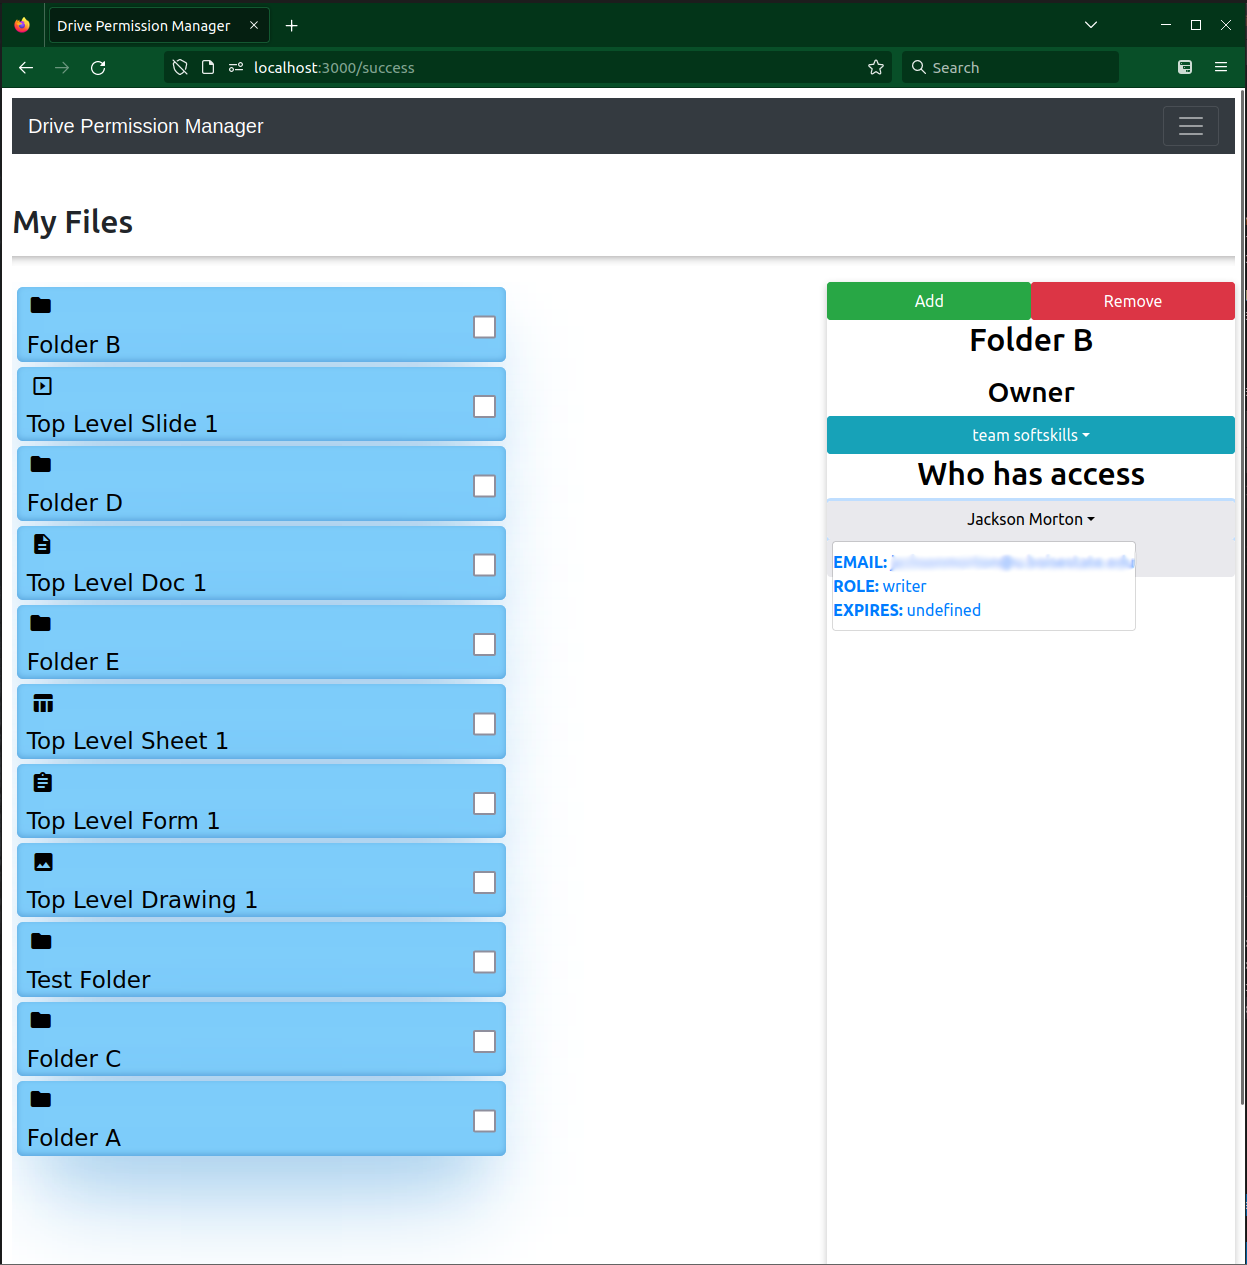 Drive Permission Manager
localhost:3000/success
Search
Drive Permission Manager
My Files
Folder B
Top Level Slide 1
Folder D
Top Level Doc 1
Folder E
Top Level Sheet 1
Top Level Form 1
Top Level Drawing 1
Test Folder
Folder C
Folder A
Add
Remove
Folder B
Owner
team softskills
Who has access
Jackson Morton
EMAIL:
ROLE: writer
EXPIRES: undefined